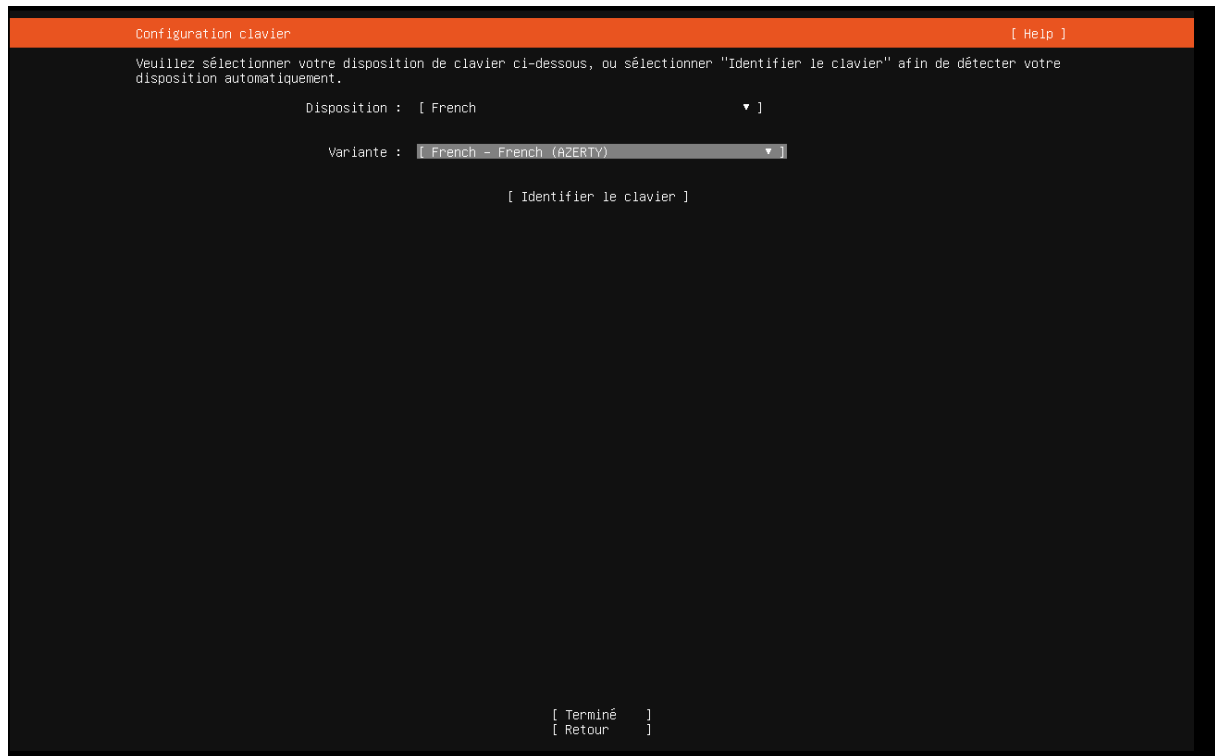 Configuration clavier [ Help ]
Veuillez sélectionner votre disposition de clavier ci-dessous, ou sélectionner "Identifier le clavier" afin de détecter votre
disposition automatiquement.
Disposition : [ French ▾ ]
Variante : [ French - French (AZERTY) ▾ ]
[ Identifier le clavier ]
[ Terminé ]
[ Retour ]